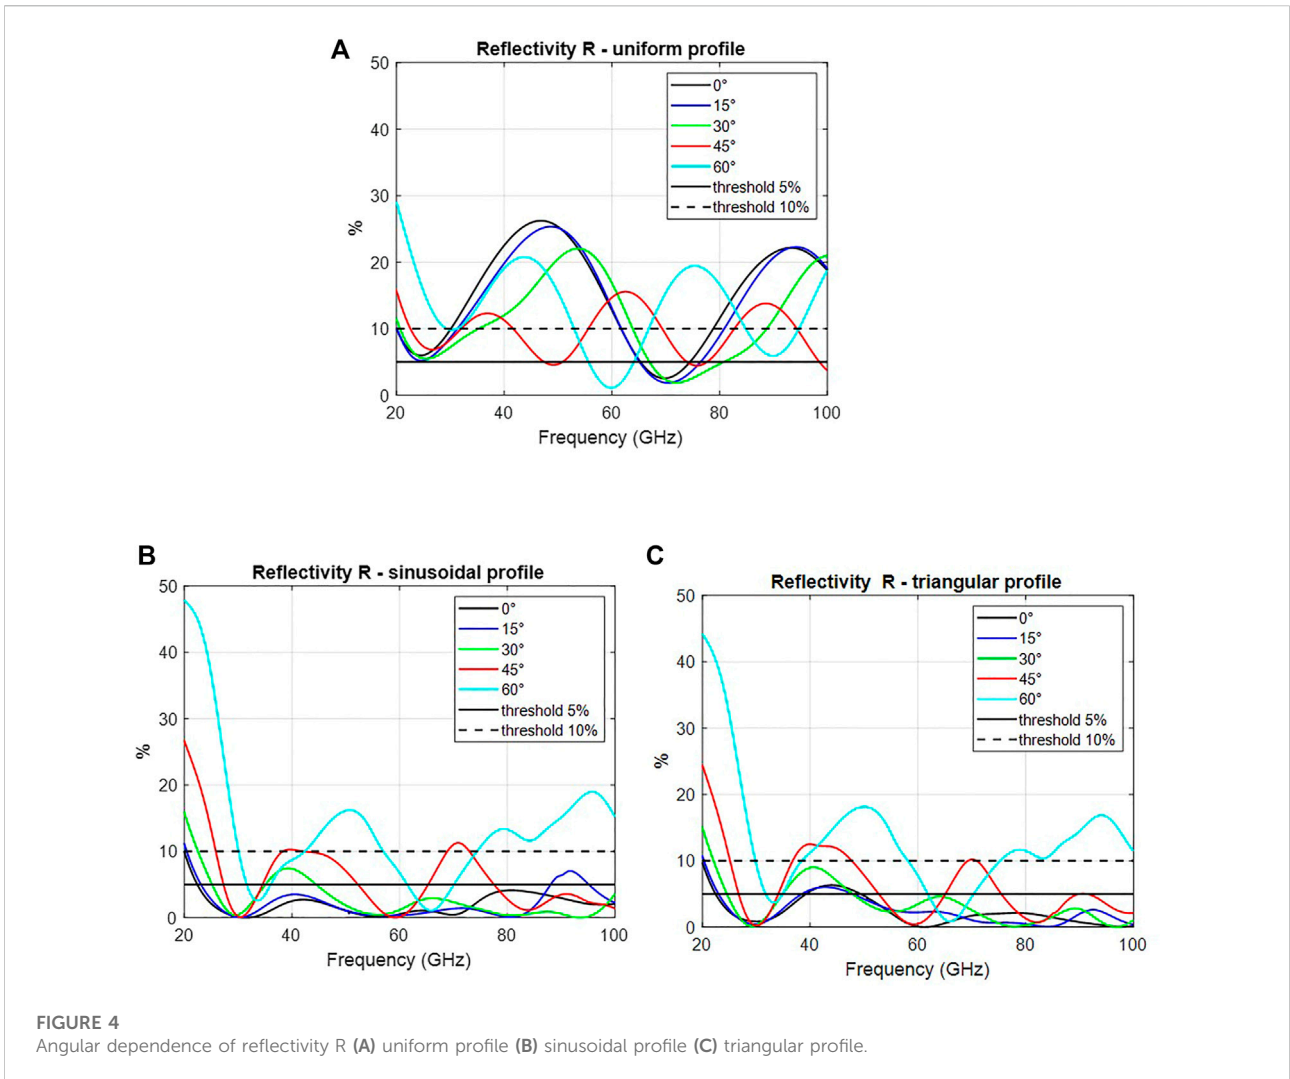 A
Reflectivity R - uniform profile
50
40
30
20
10
0
%
20 40 60 80 100
Frequency (GHz)
0°
15°
30°
45°
60°
threshold 5%
threshold 10%
B
Reflectivity R - sinusoidal profile
50
40
30
20
10
0
%
20 40 60 80 100
Frequency (GHz)
0°
15°
30°
45°
60°
threshold 5%
threshold 10%
C
Reflectivity R - triangular profile
50
40
30
20
10
0
%
20 40 60 80 100
Frequency (GHz)
0°
15°
30°
45°
60°
threshold 5%
threshold 10%
FIGURE 4
Angular dependence of reflectivity R (A) uniform profile (B) sinusoidal profile (C) triangular profile.